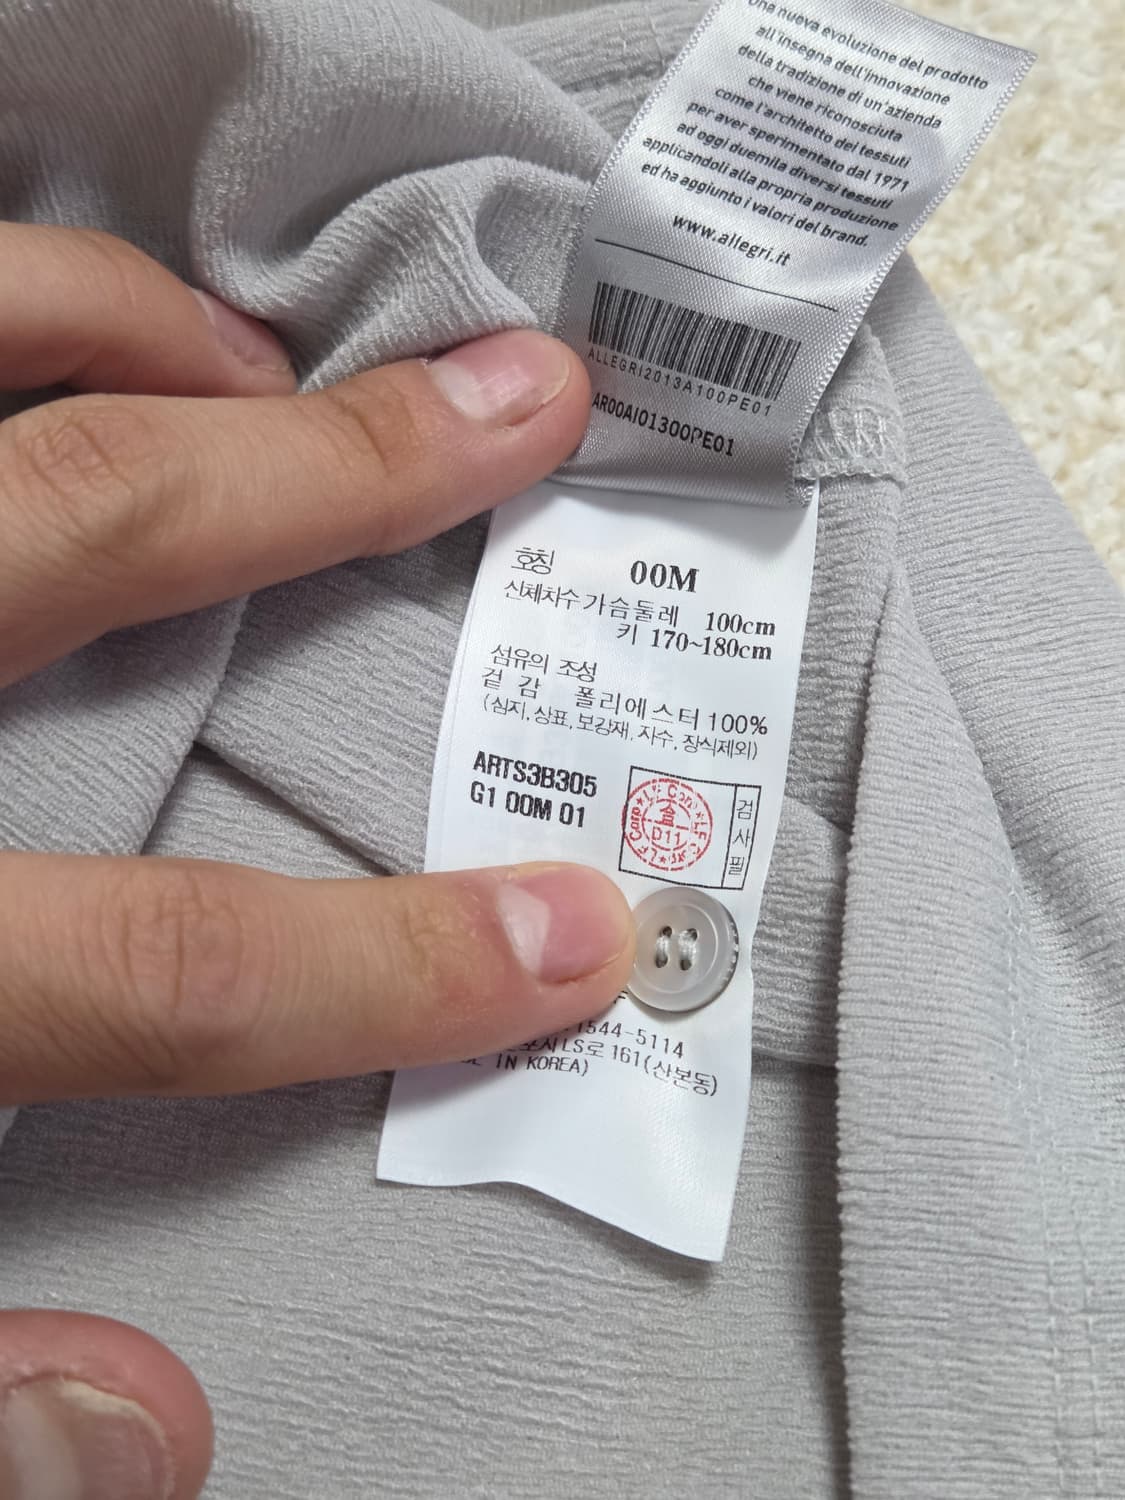 Una nuova evoluzione del prodotto
all'insegna dell'innovazione
della tradizione di un'azienda
che viene riconosciuta
come l'architetto dei tessuti
per aver sperimentato dal 1971
ad oggi duemila diversi tessuti
applicandoli alla propria produzione
ed ha aggiunto i valori del brand.
www.allegri.it
ALLEGRI2013A100PE01
AR00AI01300PE01
호칭 00M
신체치수 가슴둘레 100cm
키 170~180cm
섬유의 조성
겉 감 폴리에스터 100%
(심지, 상표, 보강재, 자수, 장식제외)
ARTS3B305
G1 00M 01
LF Corp
D11
검사필
1544-5114
LS로 161(산본동)
IN KOREA)